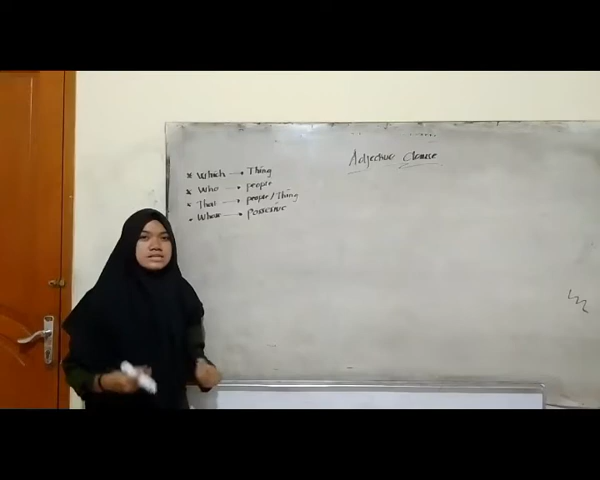 Adjective Clause
× Which → Thing
× Who → people
• That → people / Thing
• Whose → possessive